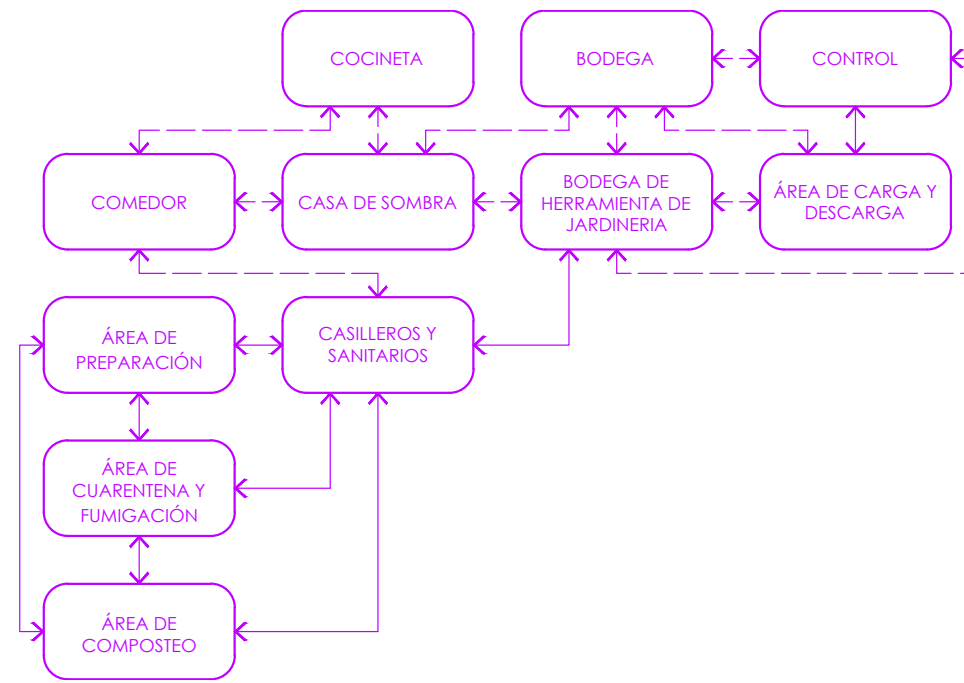 COCINETA
BODEGA
CONTROL
COMEDOR
CASA DE SOMBRA
BODEGA DE
HERRAMIENTA DE
JARDINERIA
ÁREA DE CARGA Y
DESCARGA
ÁREA DE
PREPARACIÓN
CASILLEROS Y
SANITARIOS
ÁREA DE
CUARENTENA Y
FUMIGACIÓN
ÁREA DE
COMPOSTEO